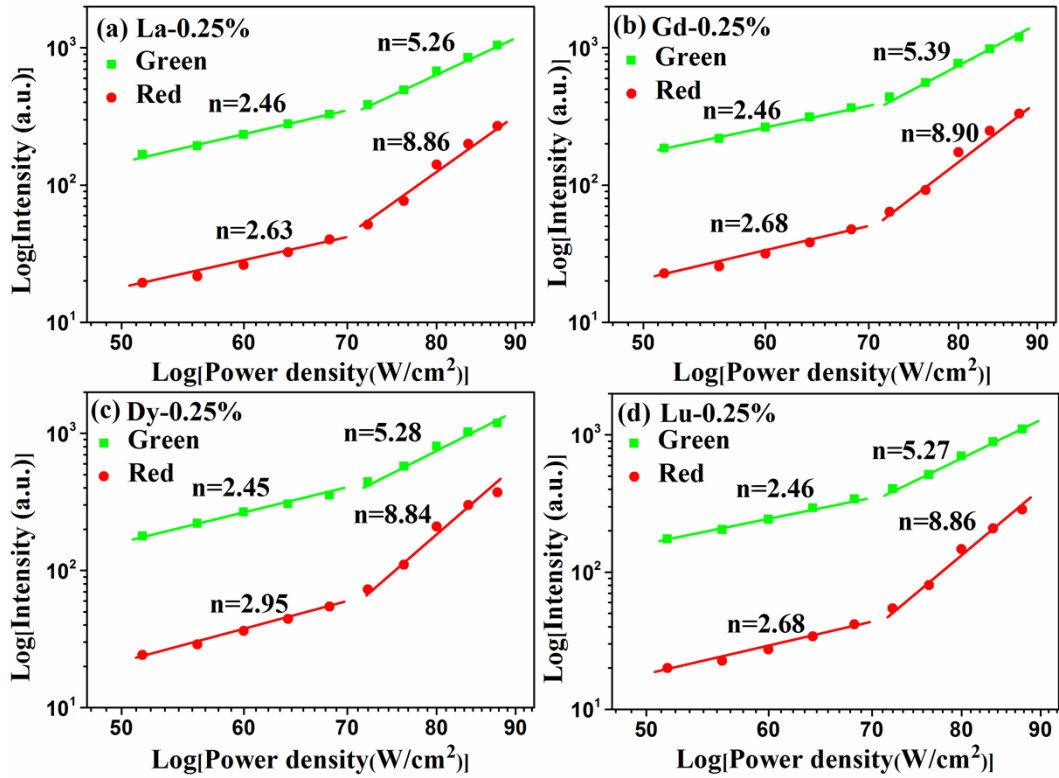 (a) La-0.25%
Green
Red
n=5.26
n=2.46
n=8.86
n=2.63
10³
10²
10¹
Log[Intensity (a.u.)]
50 60 70 80 90
Log[Power density(W/cm²)]
(b) Gd-0.25%
Green
Red
n=5.39
n=2.46
n=8.90
n=2.68
10³
10²
10¹
Log[Intensity (a.u.)]
50 60 70 80 90
Log[Power density(W/cm²)]
(c) Dy-0.25%
Green
Red
n=5.28
n=2.45
n=8.84
n=2.95
10³
10²
10¹
Log[Intensity (a.u.)]
50 60 70 80 90
Log[Power density(W/cm²)]
(d) Lu-0.25%
Green
Red
n=5.27
n=2.46
n=8.86
n=2.68
10³
10²
10¹
Log[Intensity (a.u.)]
50 60 70 80 90
Log[Power density(W/cm²)]